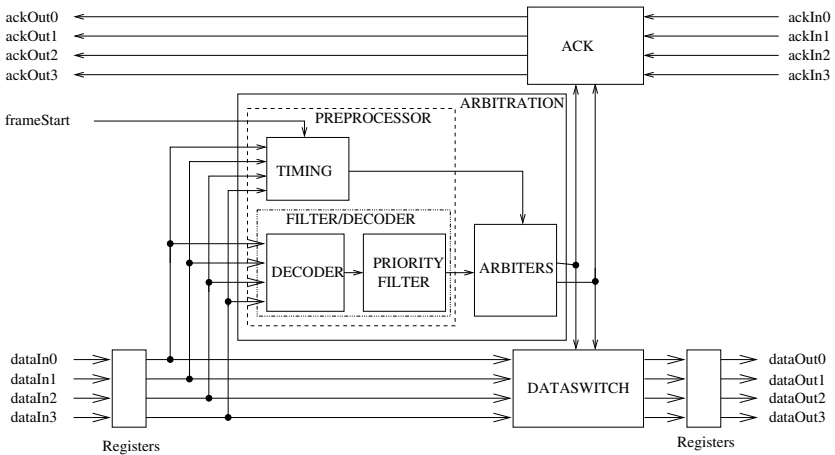 ackOut0
ackOut1
ackOut2
ackOut3
ACK
ackIn0
ackIn1
ackIn2
ackIn3
frameStart
ARBITRATION
PREPROCESSOR
TIMING
FILTER/DECODER
DECODER
PRIORITY
FILTER
ARBITERS
dataIn0
dataIn1
dataIn2
dataIn3
Registers
DATASWITCH
dataOut0
dataOut1
dataOut2
dataOut3
Registers